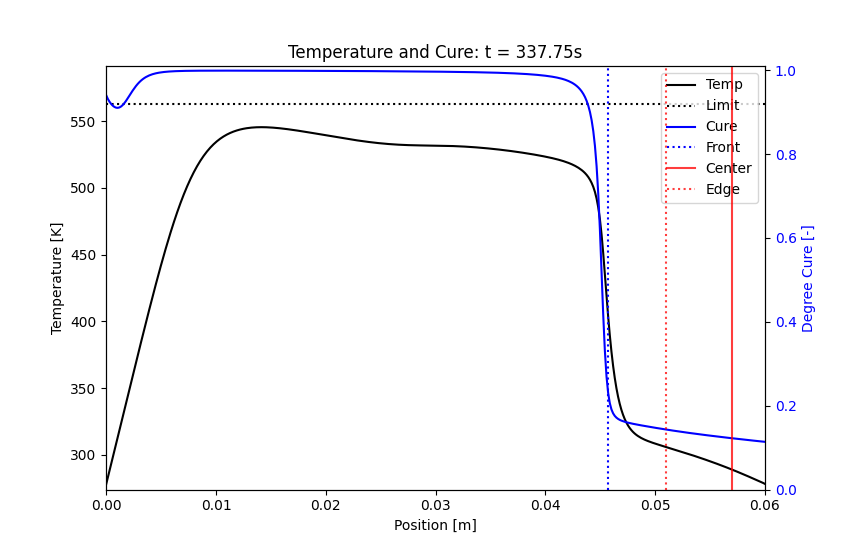 Temperature and Cure: t = 337.75s
Temp
Limit
Cure
Front
Center
Edge
Temperature [K]
550
500
450
400
350
300
Degree Cure [-]
1.0
0.8
0.6
0.4
0.2
0.0
0.00 0.01 0.02 0.03 0.04 0.05 0.06
Position [m]